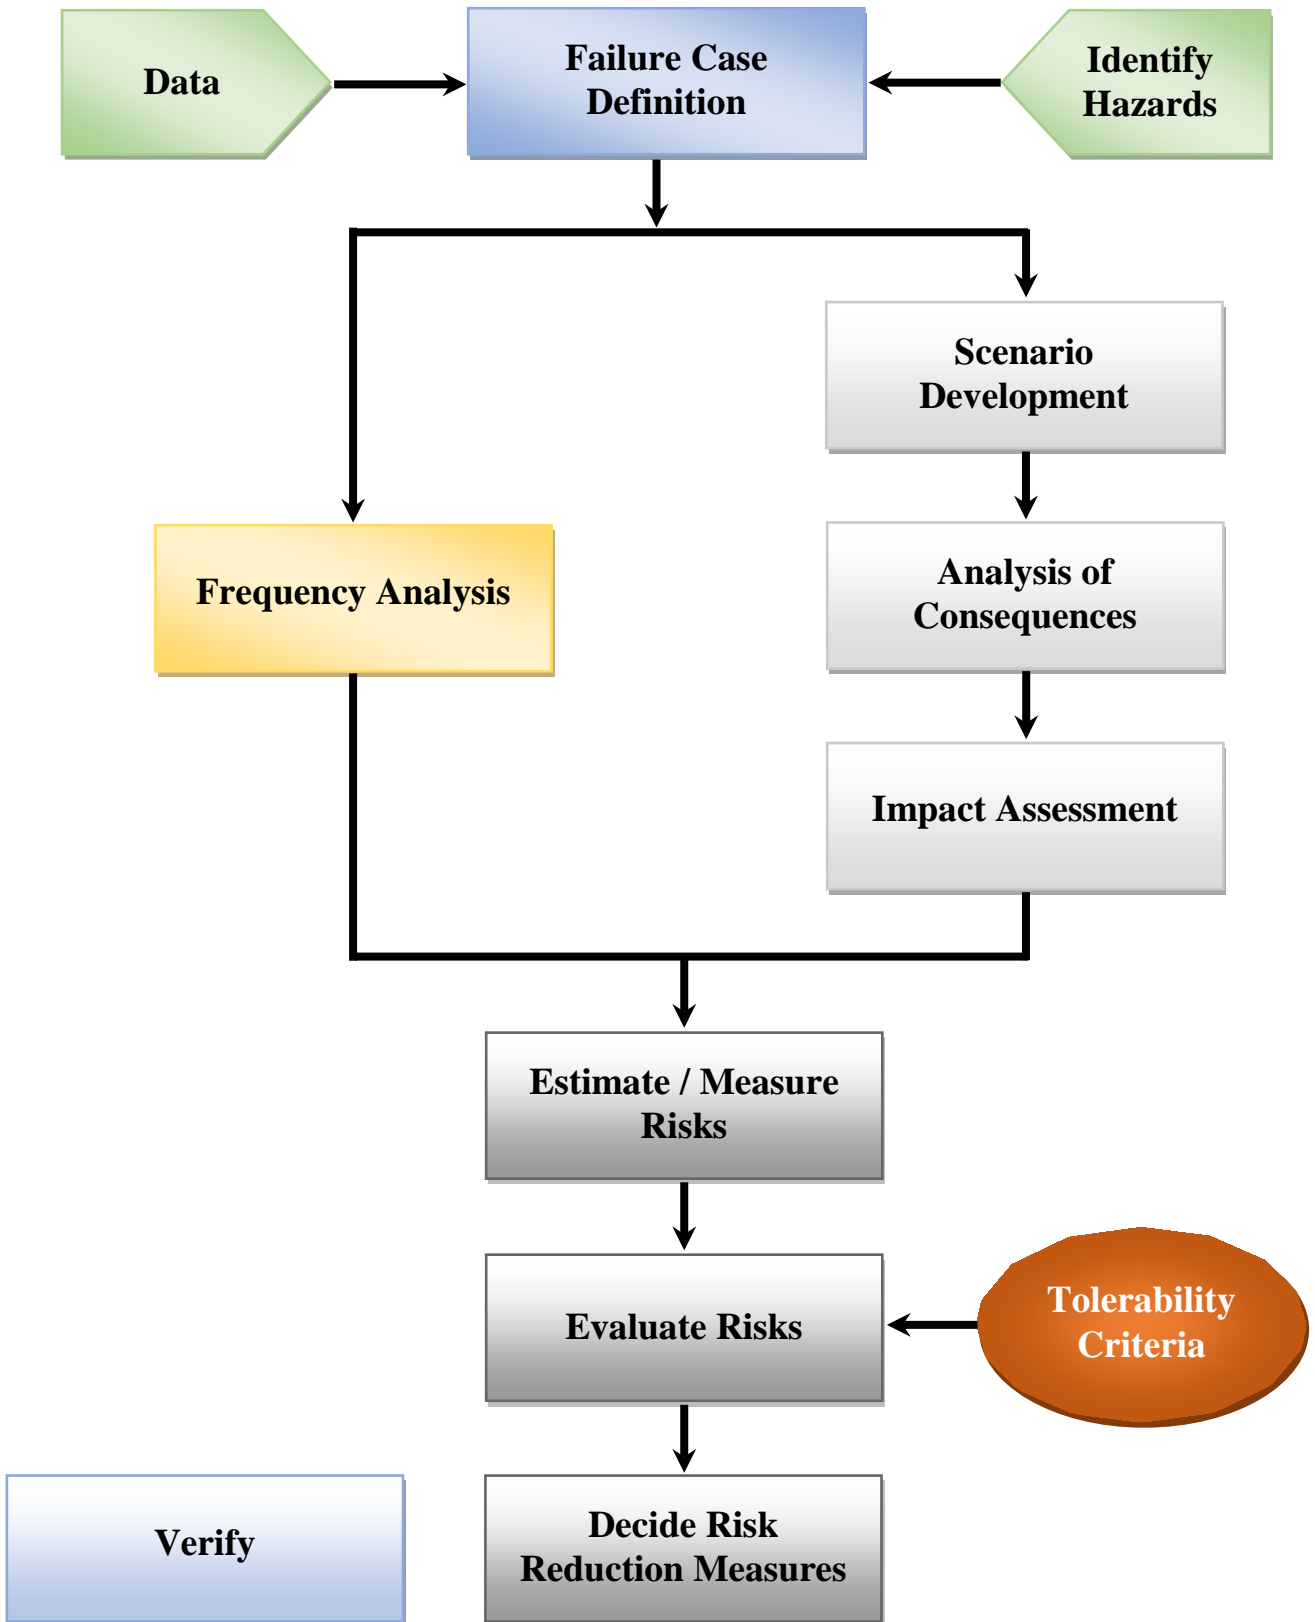 Data
Failure Case
Definition
Identify
Hazards
Scenario
Development
Frequency Analysis
Analysis of
Consequences
Impact Assessment
Estimate / Measure
Risks
Evaluate Risks
Tolerability
Criteria
Verify
Decide Risk
Reduction Measures